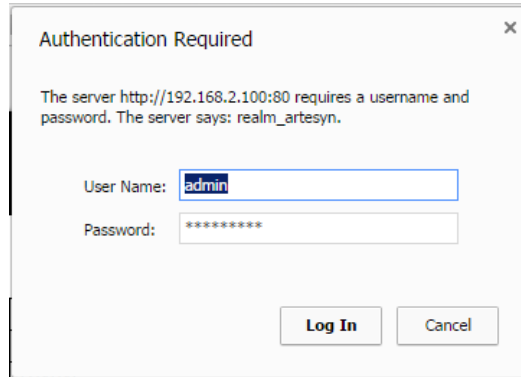 Authentication Required
×
The server http://192.168.2.100:80 requires a username and
password. The server says: realm_artesyn.
User Name: admin
Password: *********
Log In Cancel